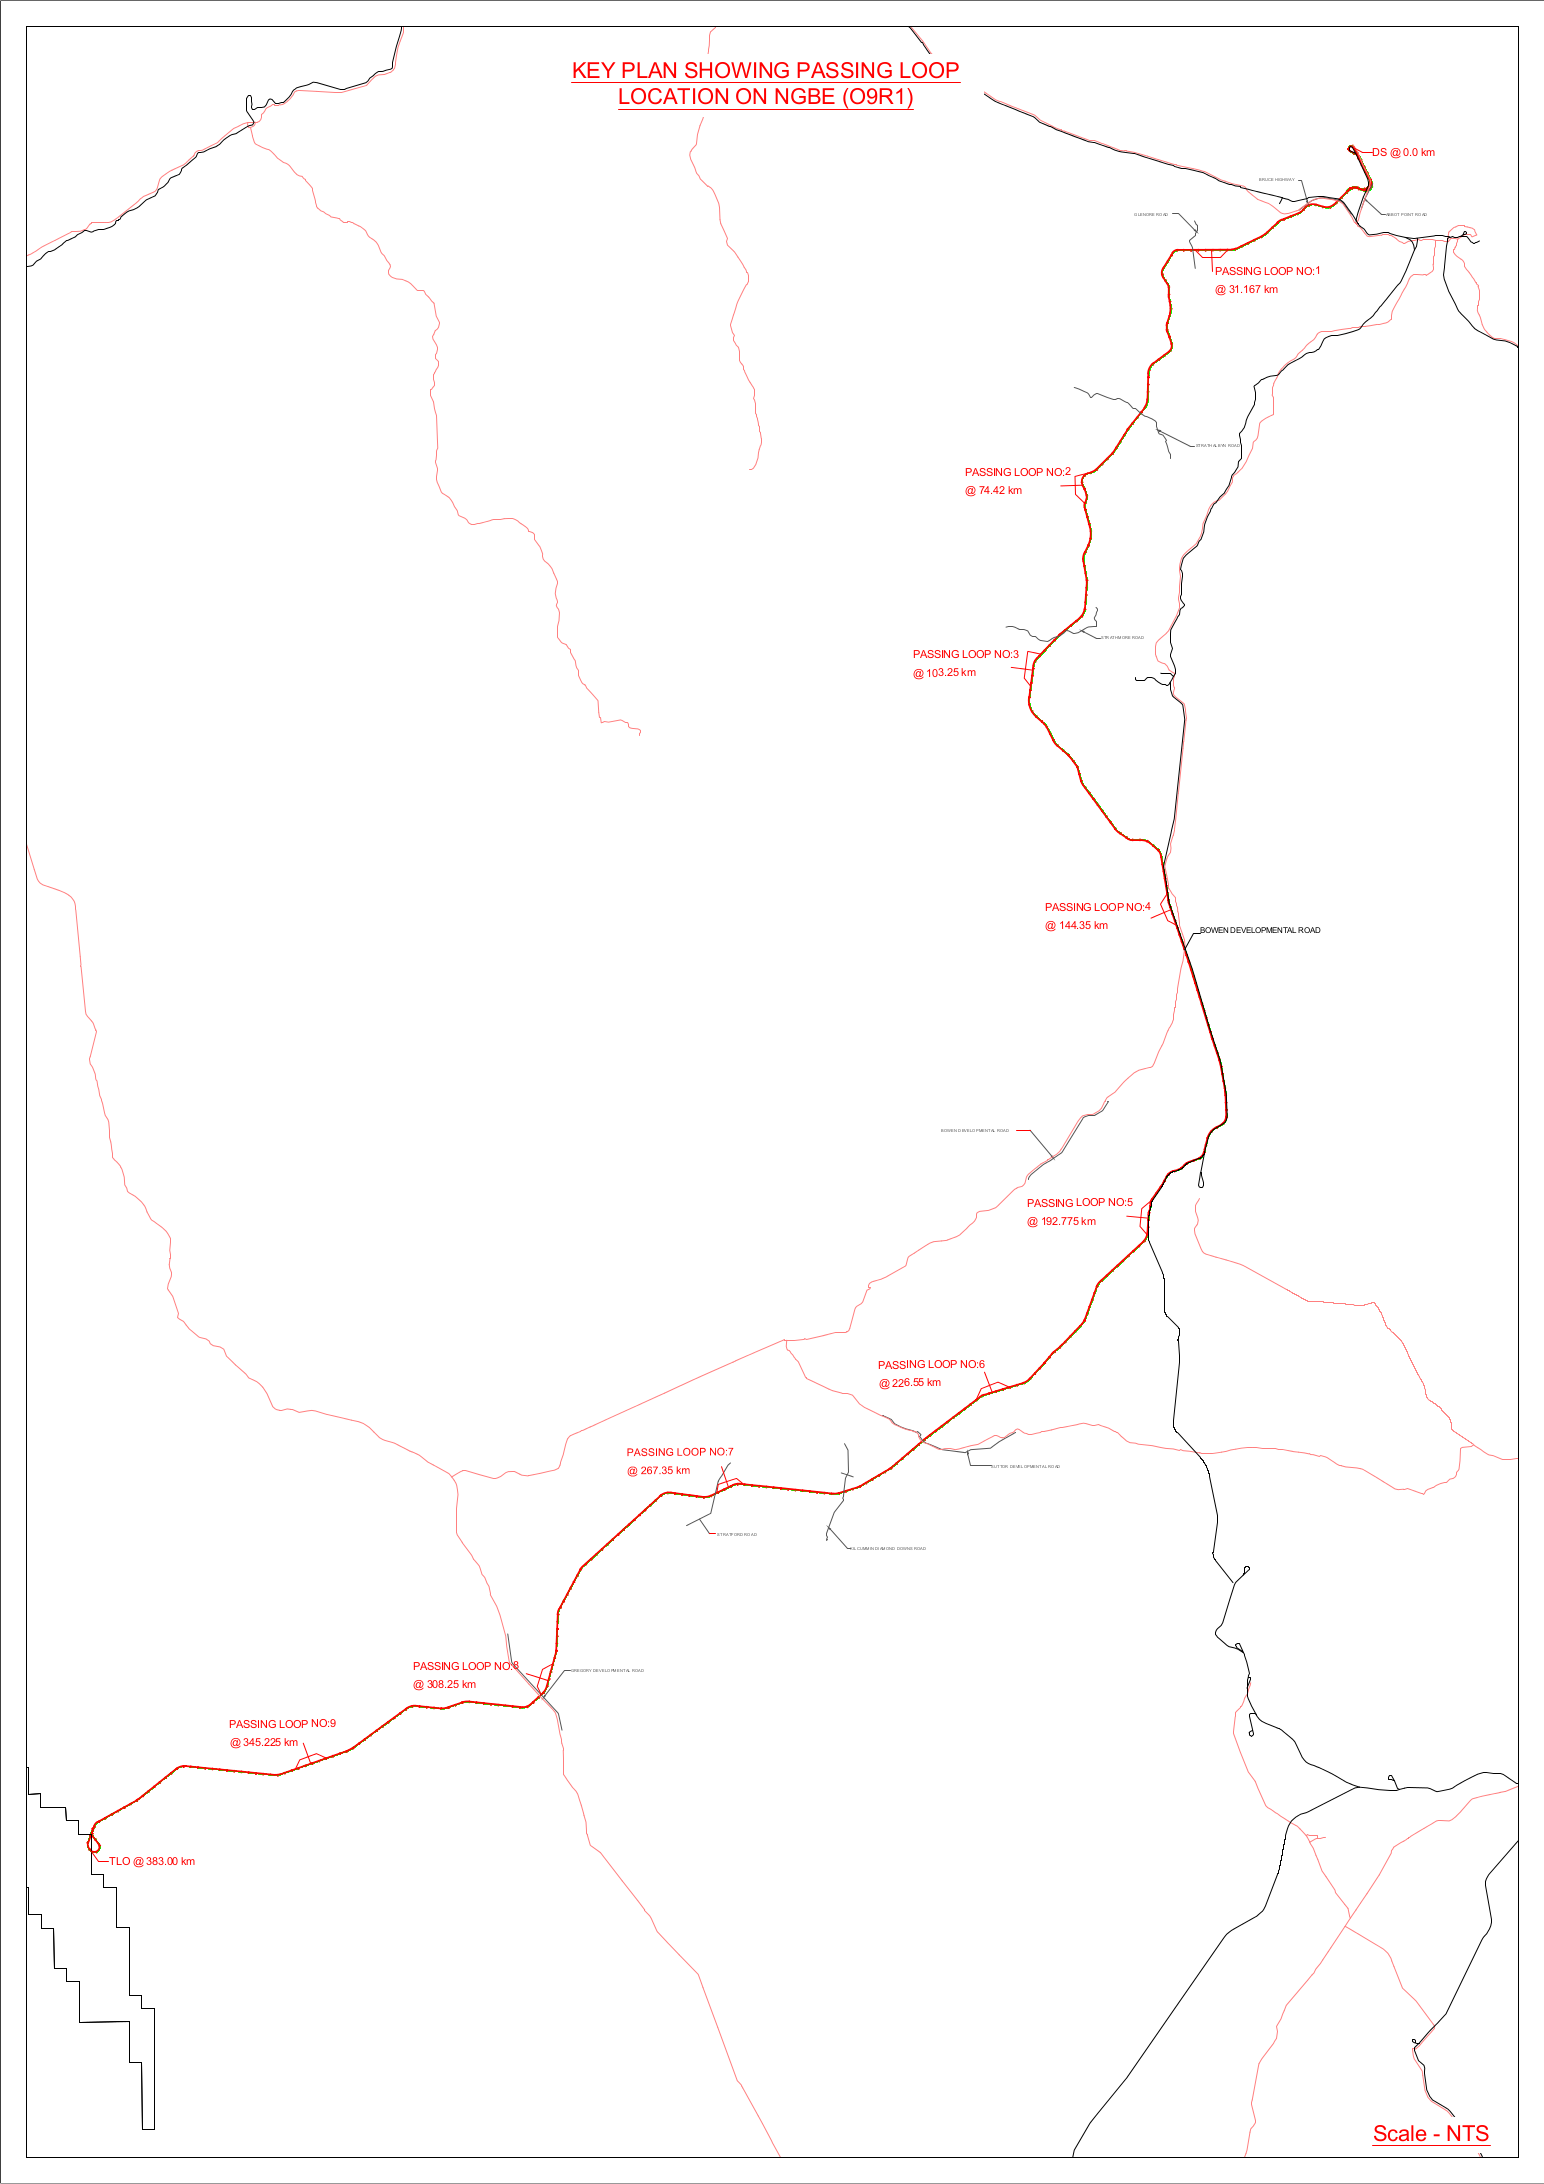 KEY PLAN SHOWING PASSING LOOP
LOCATION ON NGBE (O9R1)
DS @ 0.0 km
BRUCE HIGHWAY
GLENORE ROAD
ABBOT POINT ROAD
PASSING LOOP NO:1
@ 31.167 km
STRATHALBYN ROAD
PASSING LOOP NO:2
@ 74.42 km
STRATHMORE ROAD
PASSING LOOP NO:3
@ 103.25 km
PASSING LOOP NO:4
@ 144.35 km
BOWEN DEVELOPMENTAL ROAD
BOWEN DEVELOPMENTAL ROAD
PASSING LOOP NO:5
@ 192.775 km
PASSING LOOP NO:6
@ 226.55 km
PASSING LOOP NO:7
@ 267.35 km
SUTTOR DEVELOPMENTAL ROAD
STRATFORD ROAD
KILCUMMIN DIAMOND DOWNS ROAD
PASSING LOOP NO:8
@ 308.25 km
GREGORY DEVELOPMENTAL ROAD
PASSING LOOP NO:9
@ 345.225 km
TLO @ 383.00 km
Scale - NTS